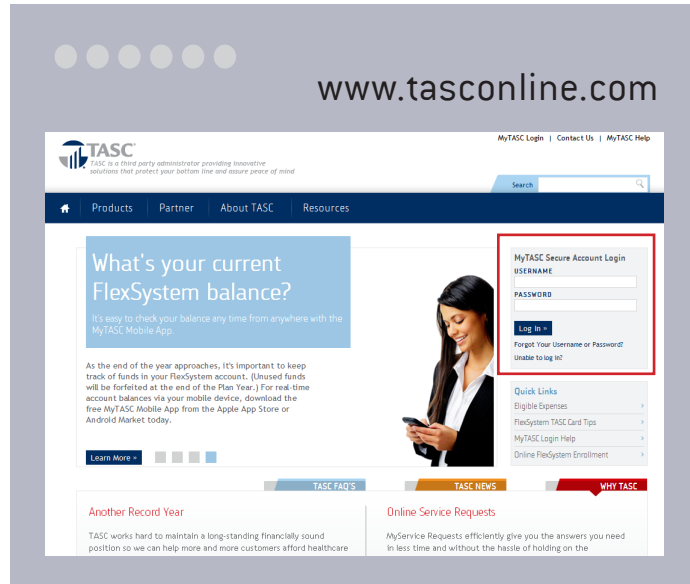 www.tasconline.com
MyTASC Login | Contact Us | MyTASC Help
TASC
TASC is a third party administrator providing innovative
solutions that protect your bottom line and assure peace of mind
Search
Products Partner About TASC Resources
What's your current
FlexSystem balance?
It's easy to check your balance any time from anywhere with the
MyTASC Mobile App.
As the end of the year approaches, it's important to keep
track of funds in your FlexSystem account. (Unused funds
will be forfeited at the end of the Plan Year.) For real-time
account balances via your mobile device, download the
free MyTASC Mobile App from the Apple App Store or
Android Market today.
Learn More »
MyTASC Secure Account Login
USERNAME
PASSWORD
Log In »
Forgot Your Username or Password?
Unable to log in?
Quick Links
Eligible Expenses
FlexSystem TASC Card Tips
MyTASC Login Help
Online FlexSystem Enrollment
TASC FAQ'S TASC NEWS WHY TASC
Another Record Year
TASC works hard to maintain a long-standing financially sound
position so we can help more and more customers afford healthcare
Online Service Requests
MyService Requests efficiently give you the answers you need
in less time and without the hassle of holding on the